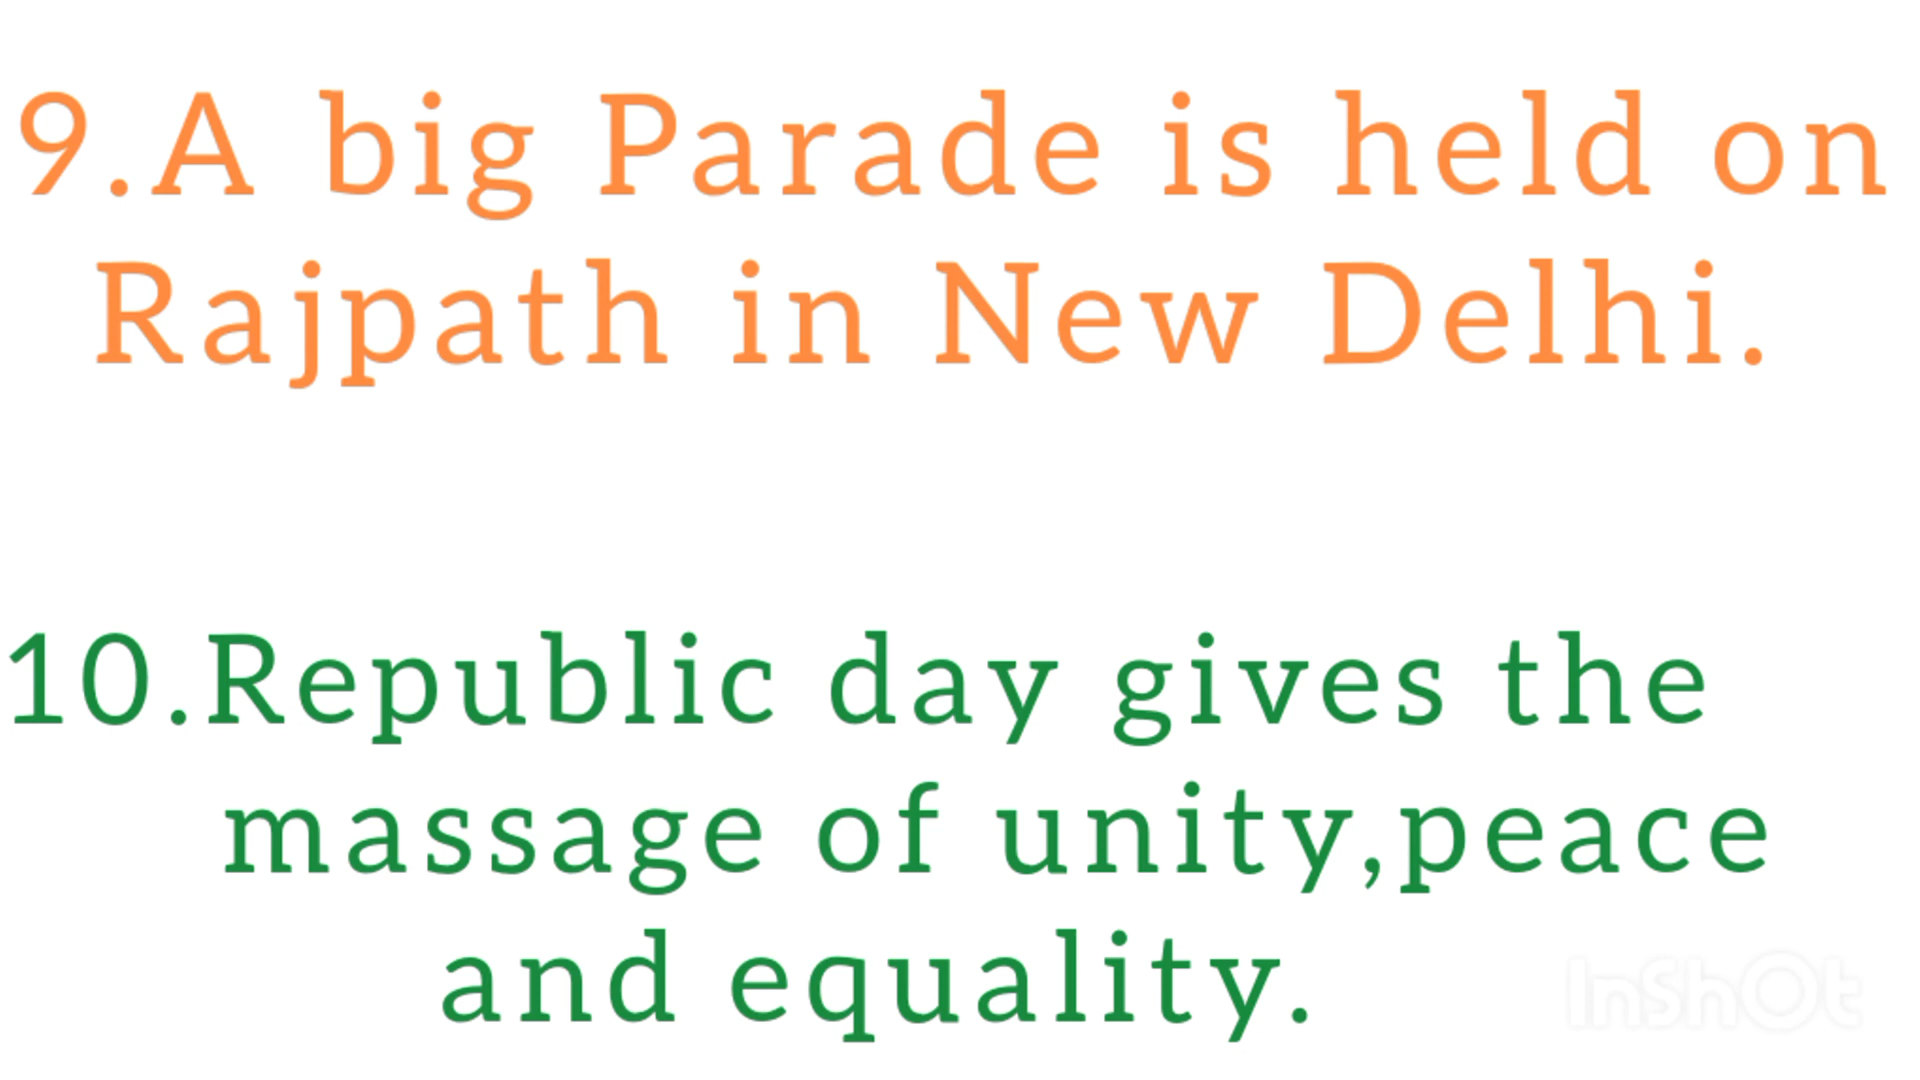 9.A big Parade is held on
Rajpath in New Delhi.
10.Republic day gives the
massage of unity,peace
and equality.
InShOt